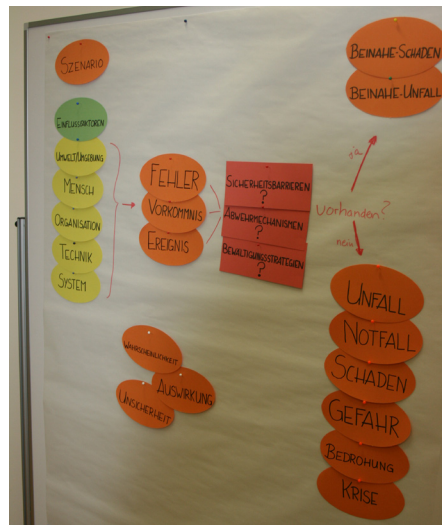 SZENARIO
EINFLUSSFAKTOREN
UMWELT/UMGEBUNG
MENSCH
ORGANISATION
TECHNIK
SYSTEM
FEHLER
VORKOMMNIS
EREIGNIS
SICHERHEITSBARRIEREN
?
ABWEHRMECHANISMEN
?
BEWÄLTIGUNGSSTRATEGIEN
?
vorhanden?
ja
nein
BEINAHE-SCHADEN
BEINAHE-UNFALL
UNFALL
NOTFALL
SCHADEN
GEFAHR
BEDROHUNG
KRISE
WAHRSCHEINLICHKEIT
AUSWIRKUNG
UNSICHERHEIT